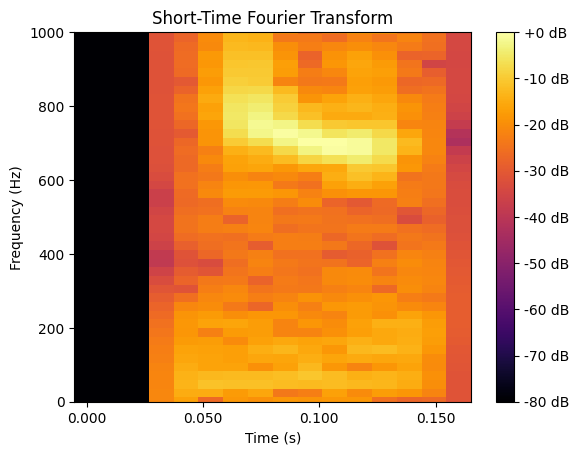 Short-Time Fourier Transform
1000
800
600
400
200
0
Frequency (Hz)
0.000
0.050
0.100
0.150
Time (s)
+0 dB
-10 dB
-20 dB
-30 dB
-40 dB
-50 dB
-60 dB
-70 dB
-80 dB